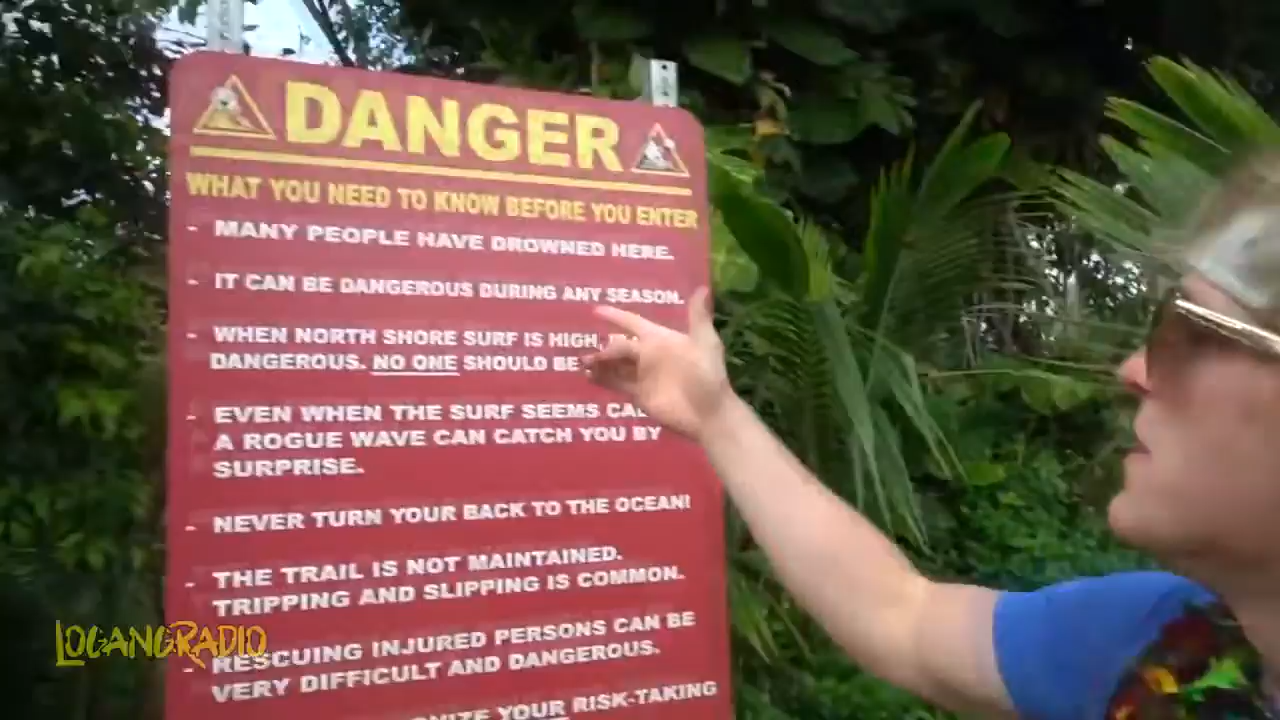 DANGER
WHAT YOU NEED TO KNOW BEFORE YOU ENTER
- MANY PEOPLE HAVE DROWNED HERE.
- IT CAN BE DANGEROUS DURING ANY SEASON.
- WHEN NORTH SHORE SURF IS HIGH,
DANGEROUS. NO ONE SHOULD BE
- EVEN WHEN THE SURF SEEMS
A ROGUE WAVE CAN CATCH YOU BY
SURPRISE.
- NEVER TURN YOUR BACK TO THE OCEAN!
- THE TRAIL IS NOT MAINTAINED.
TRIPPING AND SLIPPING IS COMMON.
- RESCUING INJURED PERSONS CAN BE
VERY DIFFICULT AND DANGEROUS.
YOUR RISK-TAKING
LOGANGRADIO